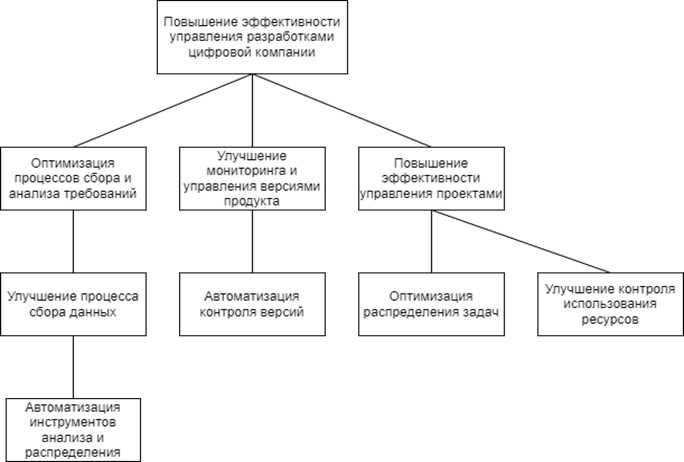 Повышение эффективности
управления разработками
цифровой компании
Оптимизация
процессов сбора и
анализа требований
Улучшение
мониторинга и
управления версиями
продукта
Повышение
эффективности
управления проектами
Улучшение процесса
сбора данных
Автоматизация
контроля версий
Оптимизация
распределения задач
Улучшение контроля
использования
ресурсов
Автоматизация
инструментов
анализа и
распределения